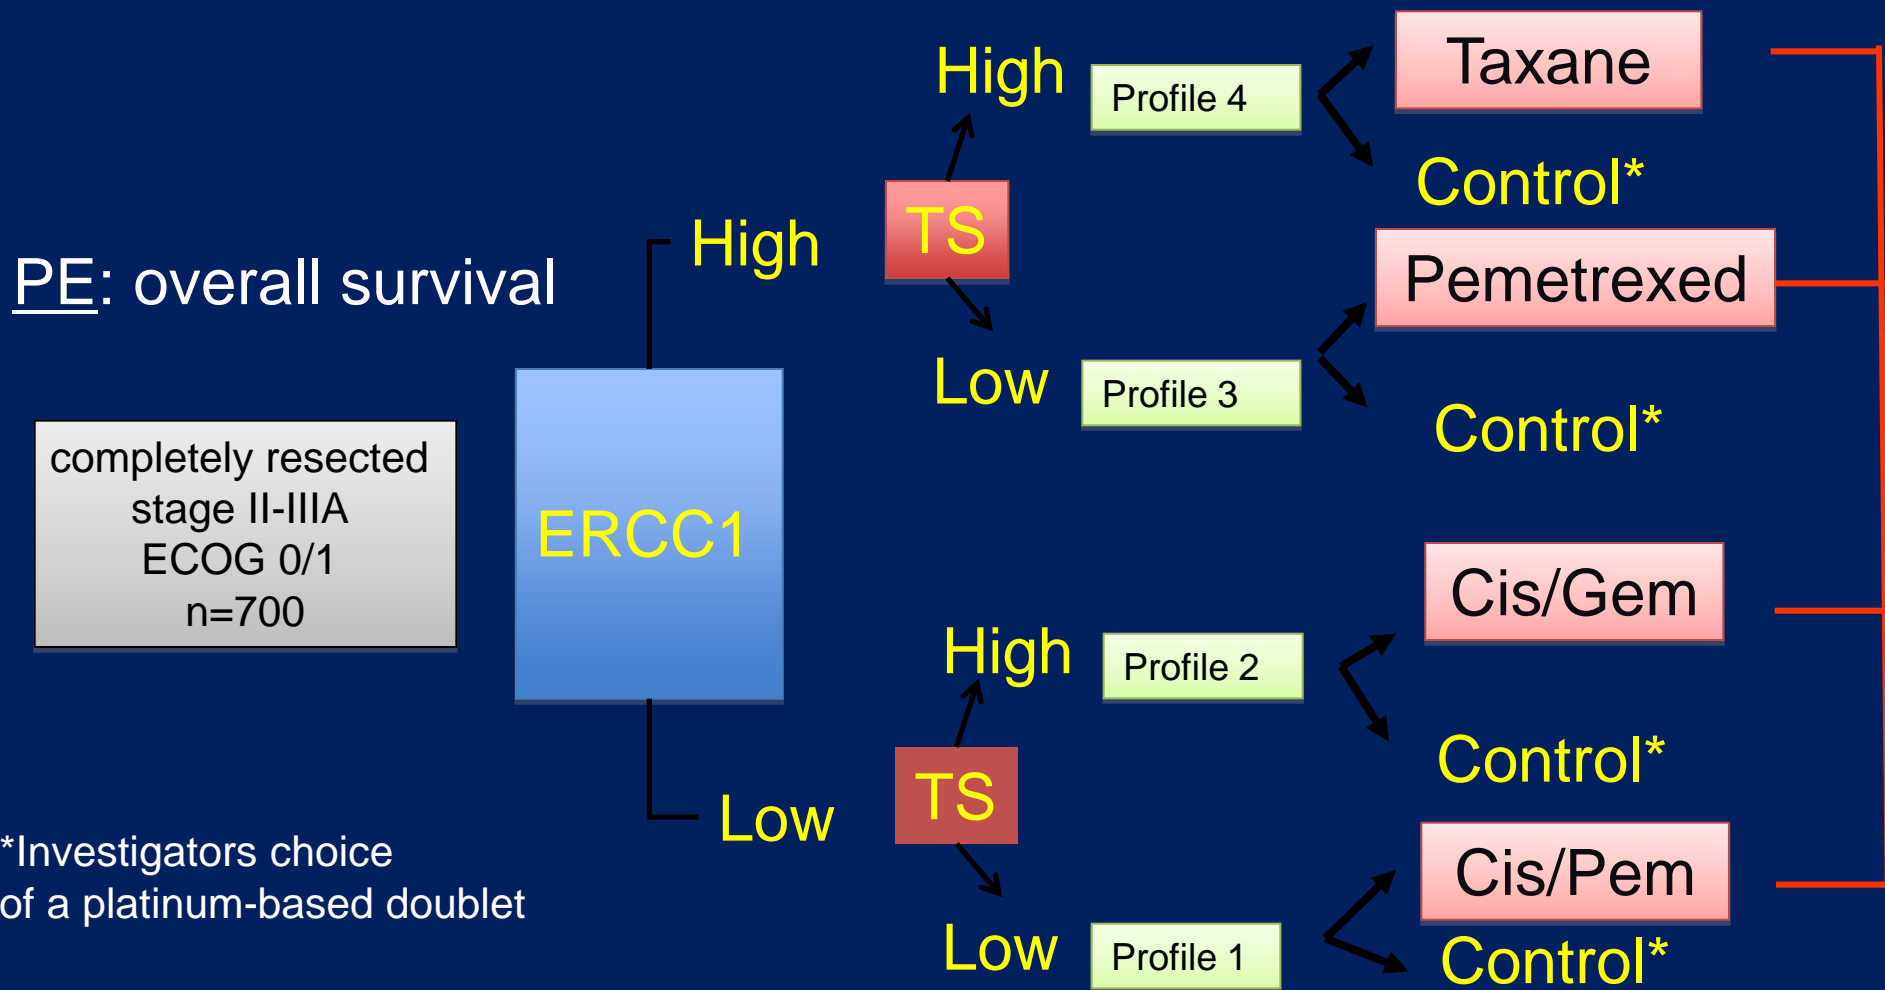 PE: overall survival
completely resected
stage II-IIIA
ECOG 0/1
n=700
ERCC1
High
TS
High
Profile 4
Taxane
Control*
Low
Profile 3
Pemetrexed
Control*
Low
TS
High
Profile 2
Cis/Gem
Control*
Low
Profile 1
Cis/Pem
Control*
*Investigators choice
of a platinum-based doublet